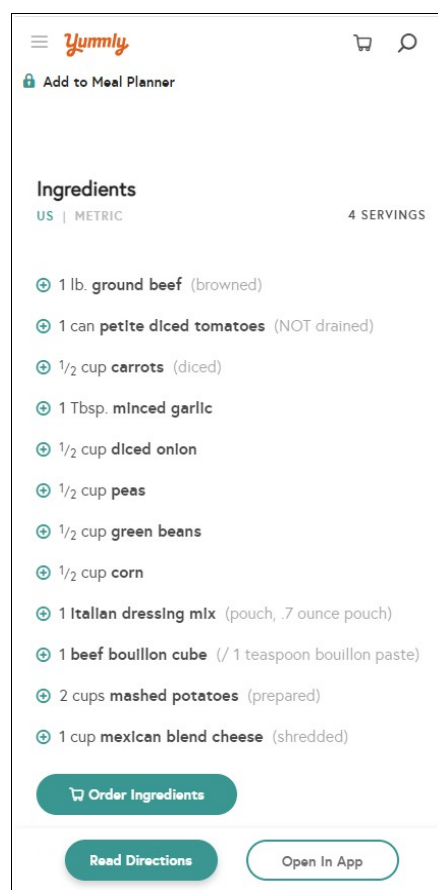 Yummly
Add to Meal Planner
Ingredients
US | METRIC
4 SERVINGS
1 lb. ground beef (browned)
1 can petite diced tomatoes (NOT drained)
1/2 cup carrots (diced)
1 Tbsp. minced garlic
1/2 cup diced onion
1/2 cup peas
1/2 cup green beans
1/2 cup corn
1 italian dressing mix (pouch, .7 ounce pouch)
1 beef bouillon cube (/ 1 teaspoon bouillon paste)
2 cups mashed potatoes (prepared)
1 cup mexican blend cheese (shredded)
Order Ingredients
Read Directions
Open In App